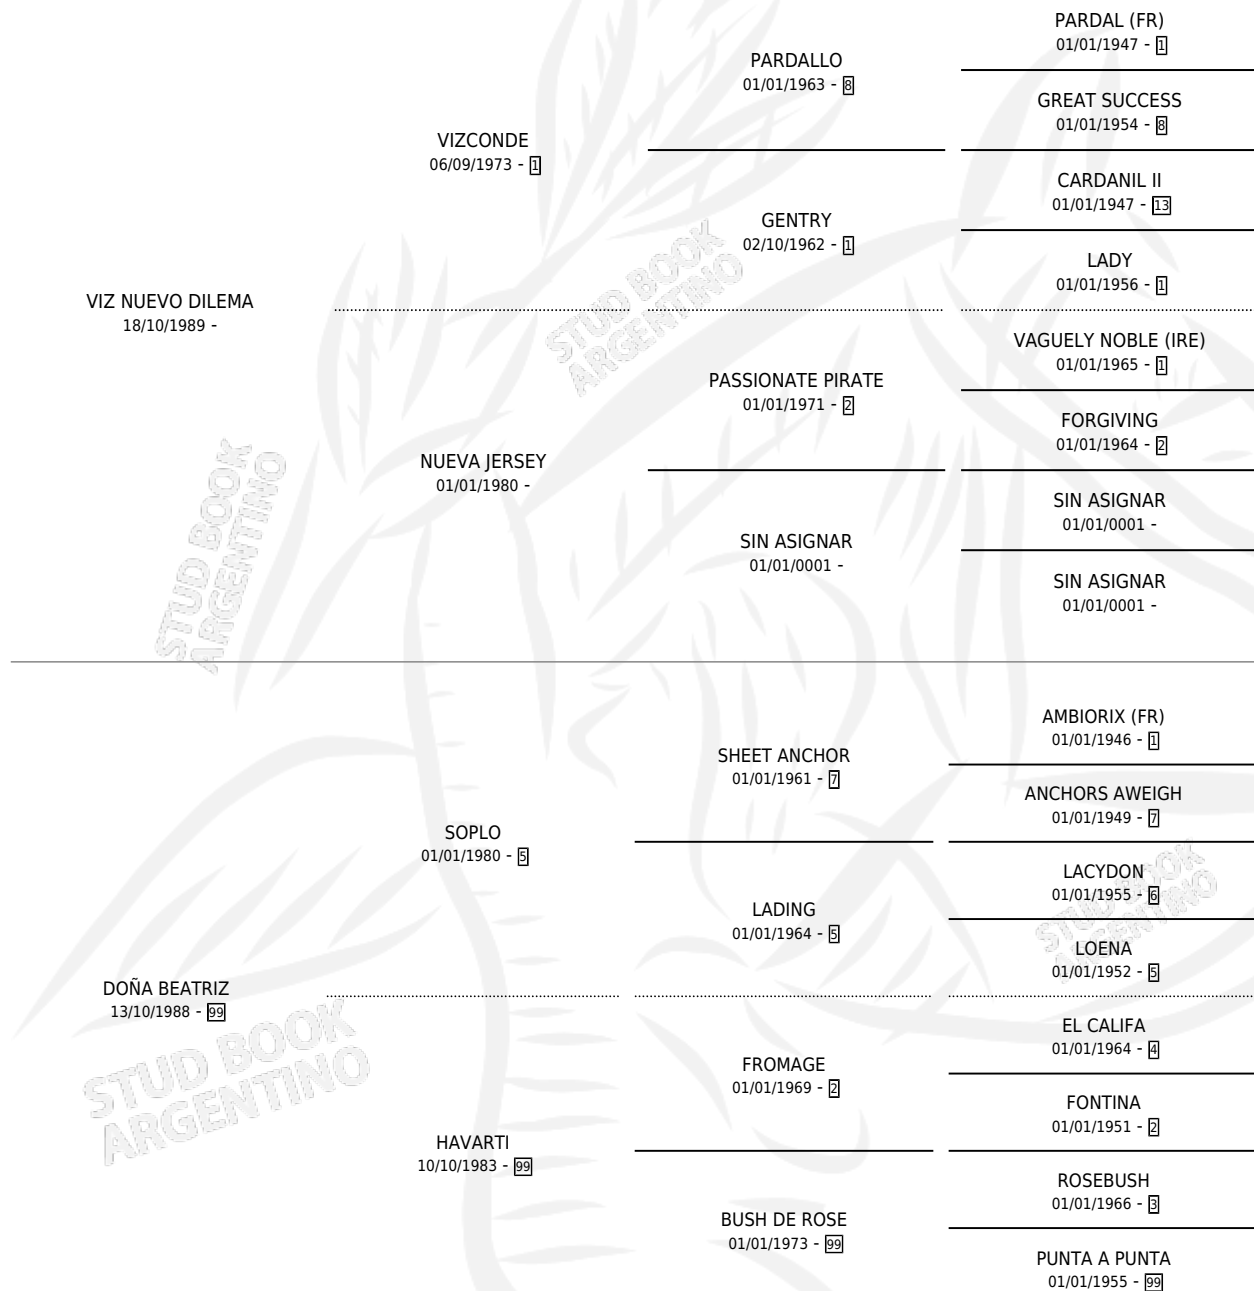 PARDAL (FR)
01/01/1947 - 1
PARDALLO
01/01/1963 - 8
GREAT SUCCESS
01/01/1954 - 8
VIZCONDE
06/09/1973 - 1
CARDANIL II
01/01/1947 - 13
GENTRY
02/10/1962 - 1
LADY
01/01/1956 - 1
VIZ NUEVO DILEMA
18/10/1989 -
VAGUELY NOBLE (IRE)
01/01/1965 - 1
PASSIONATE PIRATE
01/01/1971 - 2
FORGIVING
01/01/1964 - 2
NUEVA JERSEY
01/01/1980 -
SIN ASIGNAR
01/01/0001 -
SIN ASIGNAR
01/01/0001 -
SIN ASIGNAR
01/01/0001 -
STUD BOOK
ARGENTINO
STUD BOOK
ARGENTINO
AMBIORIX (FR)
01/01/1946 - 1
SHEET ANCHOR
01/01/1961 - 7
ANCHORS AWEIGH
01/01/1949 - 7
SOPLO
01/01/1980 - 5
LACYDON
01/01/1955 - 6
LADING
01/01/1964 - 5
LOENA
01/01/1952 - 5
STUD BOOK
ARGENTINO
DOÑA BEATRIZ
13/10/1988 - 99
EL CALIFA
01/01/1964 - 4
FROMAGE
01/01/1969 - 2
FONTINA
01/01/1951 - 2
HAVARTI
10/10/1983 - 99
ROSEBUSH
01/01/1966 - 3
BUSH DE ROSE
01/01/1973 - 99
PUNTA A PUNTA
01/01/1955 - 99
STUD BOOK
ARGENTINO